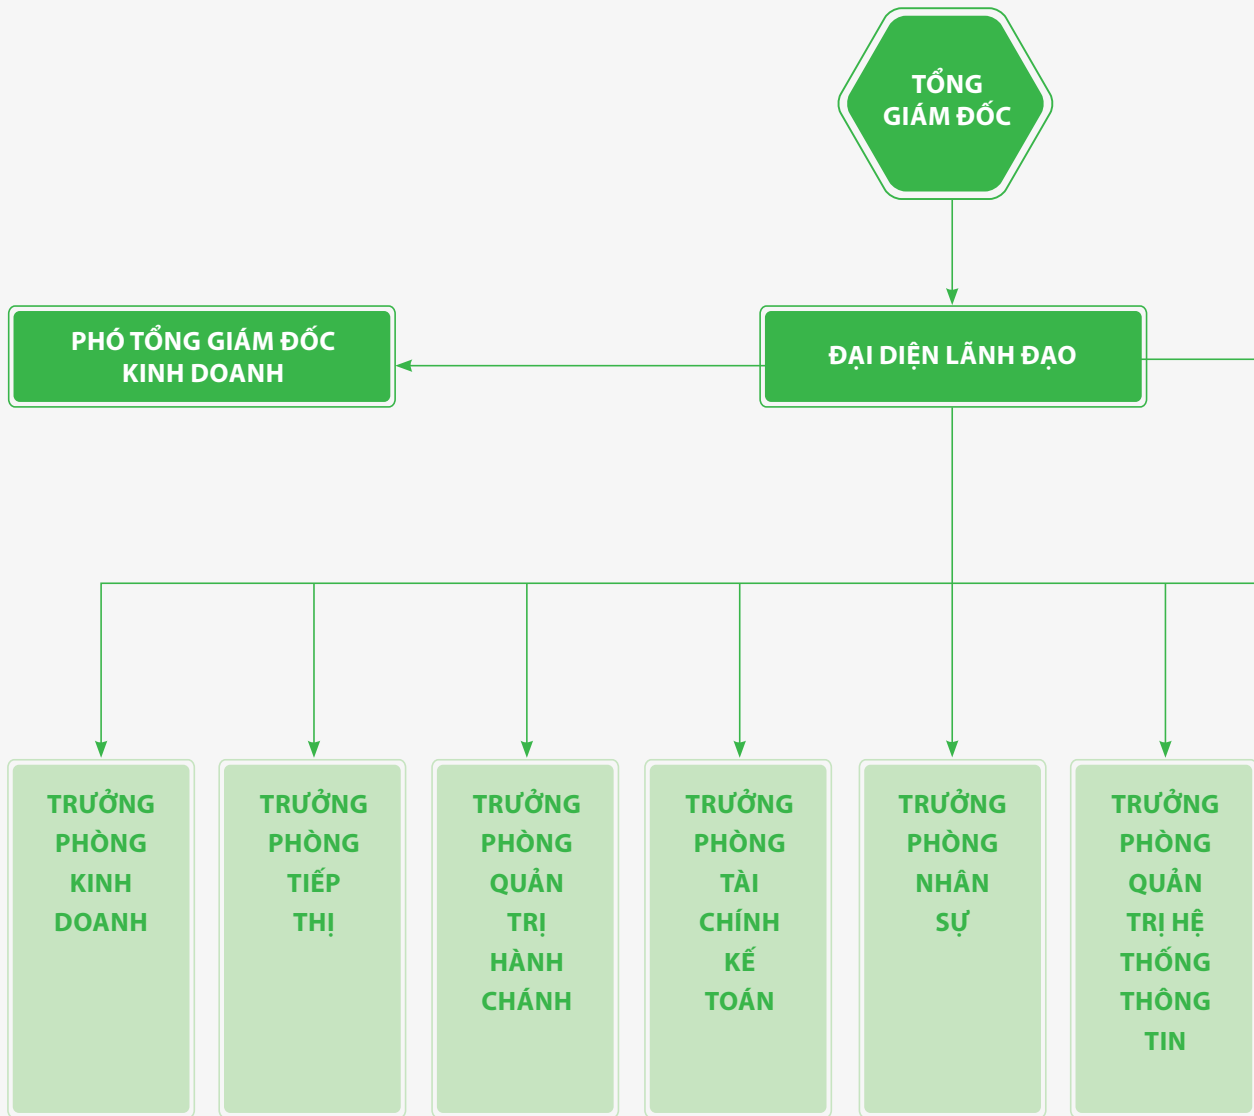 TỔNG
GIÁM ĐỐC
PHÓ TỔNG GIÁM ĐỐC
KINH DOANH
ĐẠI DIỆN LÃNH ĐẠO
TRƯỞNG
PHÒNG
KINH
DOANH
TRƯỞNG
PHÒNG
TIẾP
THỊ
TRƯỞNG
PHÒNG
QUẢN
TRỊ
HÀNH
CHÁNH
TRƯỞNG
PHÒNG
TÀI
CHÍNH
KẾ
TOÁN
TRƯỞNG
PHÒNG
NHÂN
SỰ
TRƯỞNG
PHÒNG
QUẢN
TRỊ HỆ
THỐNG
THÔNG
TIN